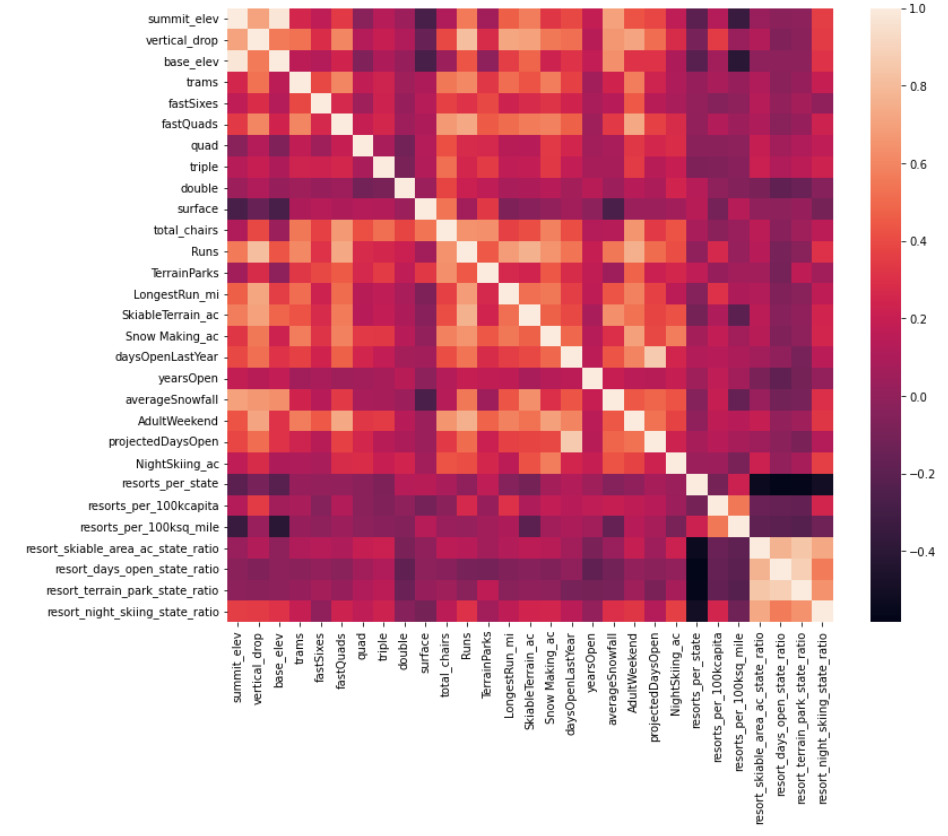 summit_elev
vertical_drop
base_elev
trams
fastSixes
fastQuads
quad
triple
double
surface
total_chairs
Runs
TerrainParks
LongestRun_mi
SkiableTerrain_ac
Snow Making_ac
daysOpenLastYear
yearsOpen
averageSnowfall
AdultWeekend
projectedDaysOpen
NightSkiing_ac
resorts_per_state
resorts_per_100kcapita
resorts_per_100ksq_mile
resort_skiable_area_ac_state_ratio
resort_days_open_state_ratio
resort_terrain_park_state_ratio
resort_night_skiing_state_ratio
summit_elev
vertical_drop
base_elev
trams
fastSixes
fastQuads
quad
triple
double
surface
total_chairs
Runs
TerrainParks
LongestRun_mi
SkiableTerrain_ac
Snow Making_ac
daysOpenLastYear
yearsOpen
averageSnowfall
AdultWeekend
projectedDaysOpen
NightSkiing_ac
resorts_per_state
resorts_per_100kcapita
resorts_per_100ksq_mile
resort_skiable_area_ac_state_ratio
resort_days_open_state_ratio
resort_terrain_park_state_ratio
resort_night_skiing_state_ratio
1.0
0.8
0.6
0.4
0.2
0.0
−0.2
−0.4